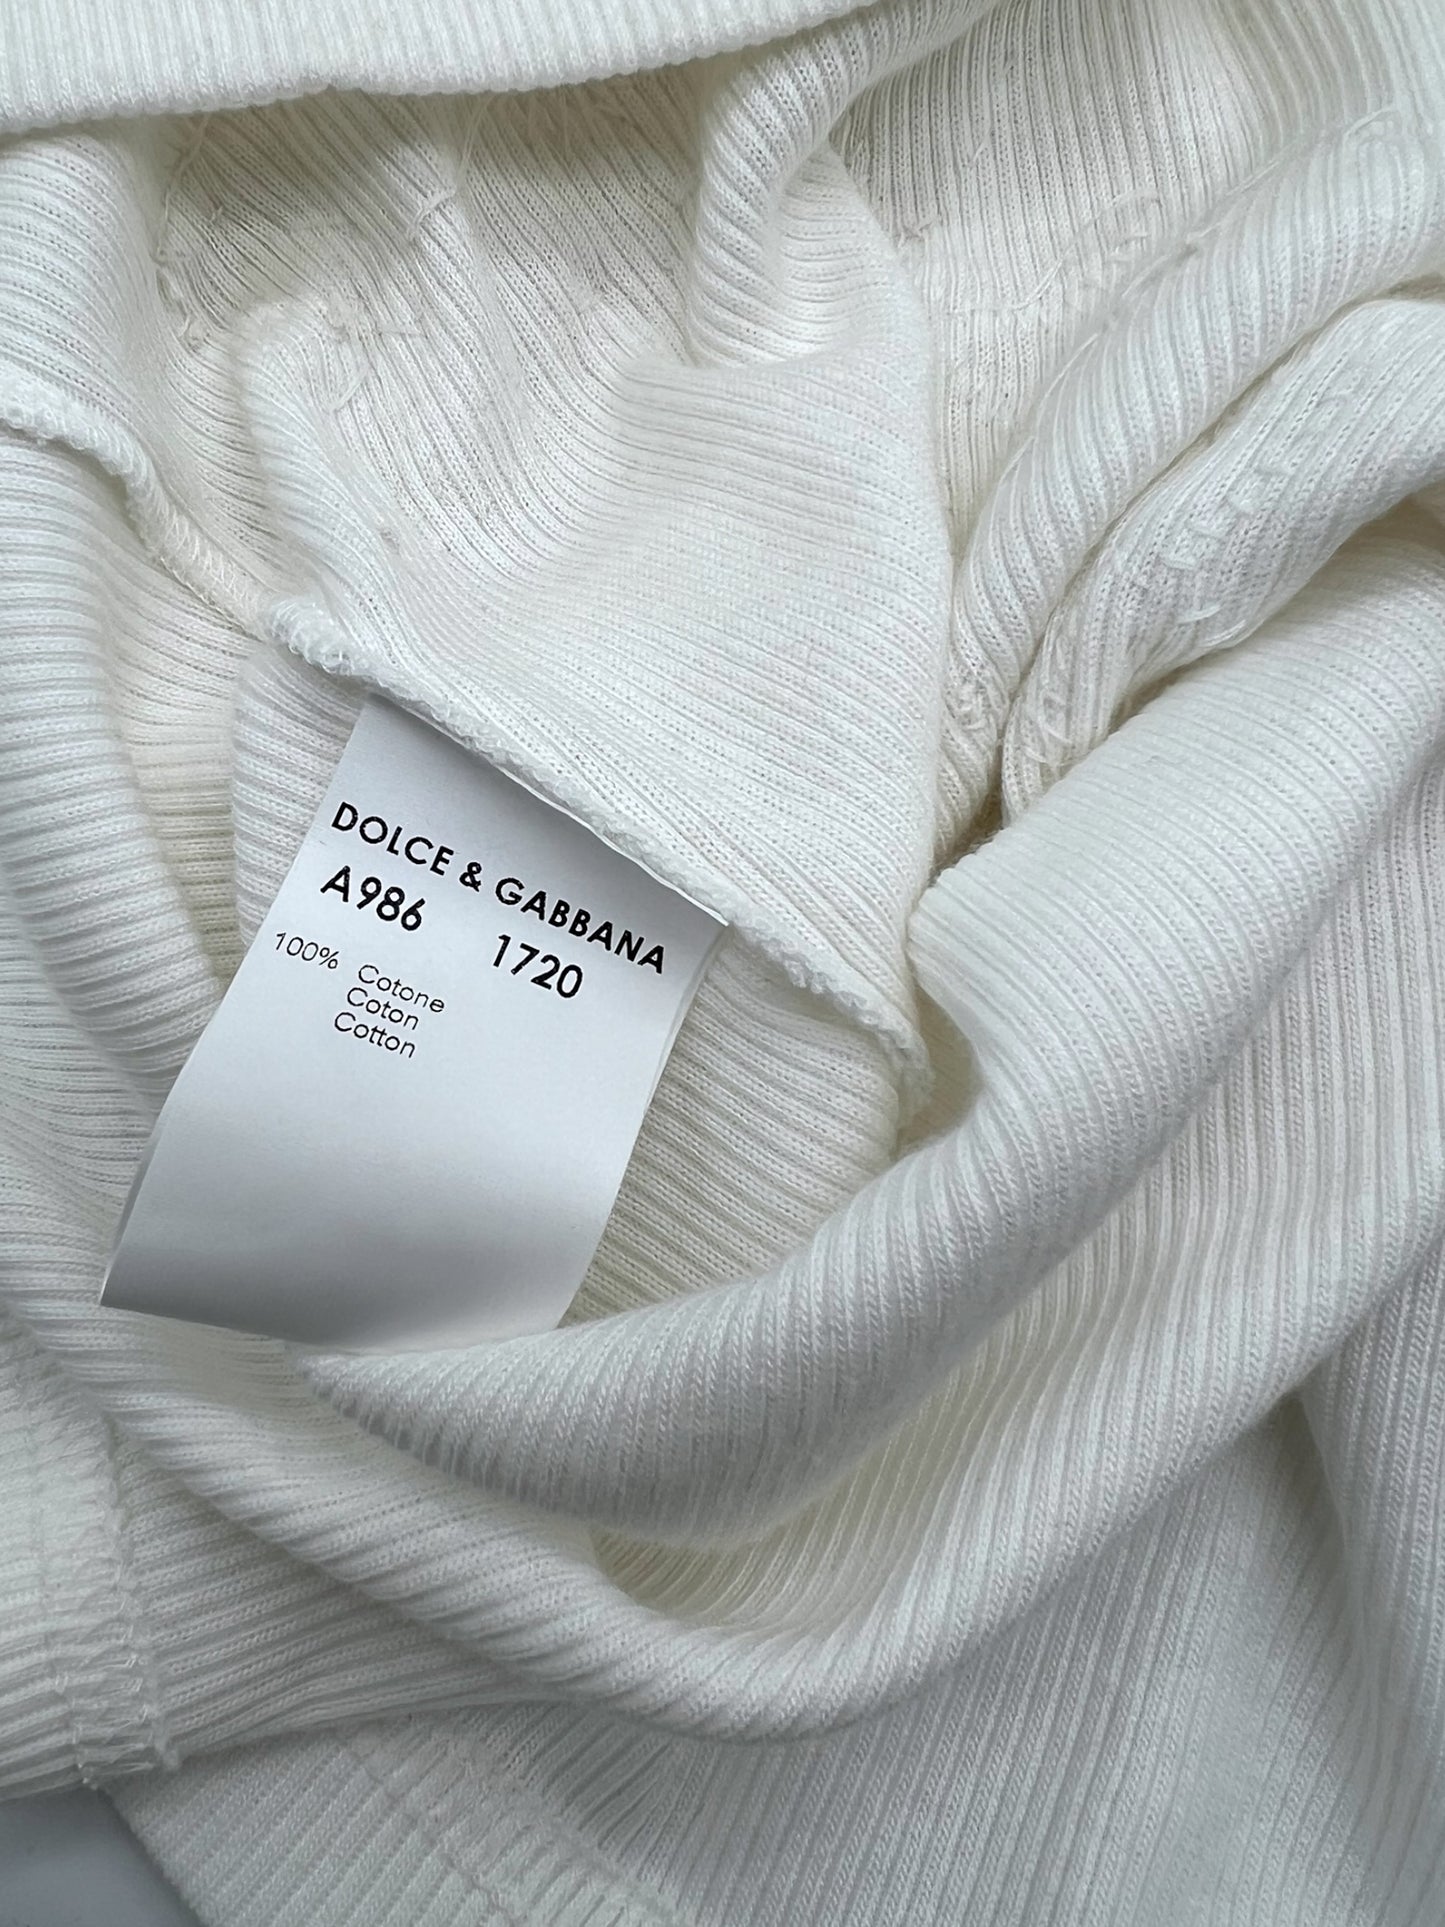 DOLCE & GABBANA
A986 1720
100% Cotone
Coton
Cotton